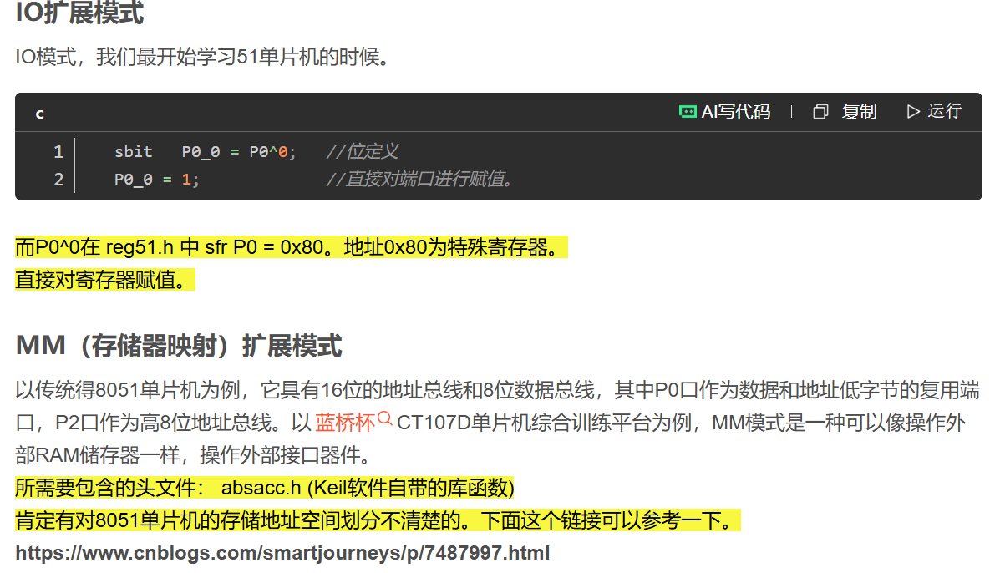 IO扩展模式
IO模式，我们最开始学习51单片机的时候。
c
AI写代码
复制
运行
1 sbit P0_0 = P0^0; //位定义
2 P0_0 = 1; //直接对端口进行赋值。
而P0^0在 reg51.h 中 sfr P0 = 0x80。地址0x80为特殊寄存器。
直接对寄存器赋值。
MM（存储器映射）扩展模式
以传统得8051单片机为例，它具有16位的地址总线和8位数据总线，其中P0口作为数据和地址低字节的复用端
口，P2口作为高8位地址总线。以 蓝桥杯 CT107D单片机综合训练平台为例，MM模式是一种可以像操作外
部RAM储存器一样，操作外部接口器件。
所需要包含的头文件： absacc.h (Keil软件自带的库函数)
肯定有对8051单片机的存储地址空间划分不清楚的。下面这个链接可以参考一下。
https://www.cnblogs.com/smartjourneys/p/7487997.html